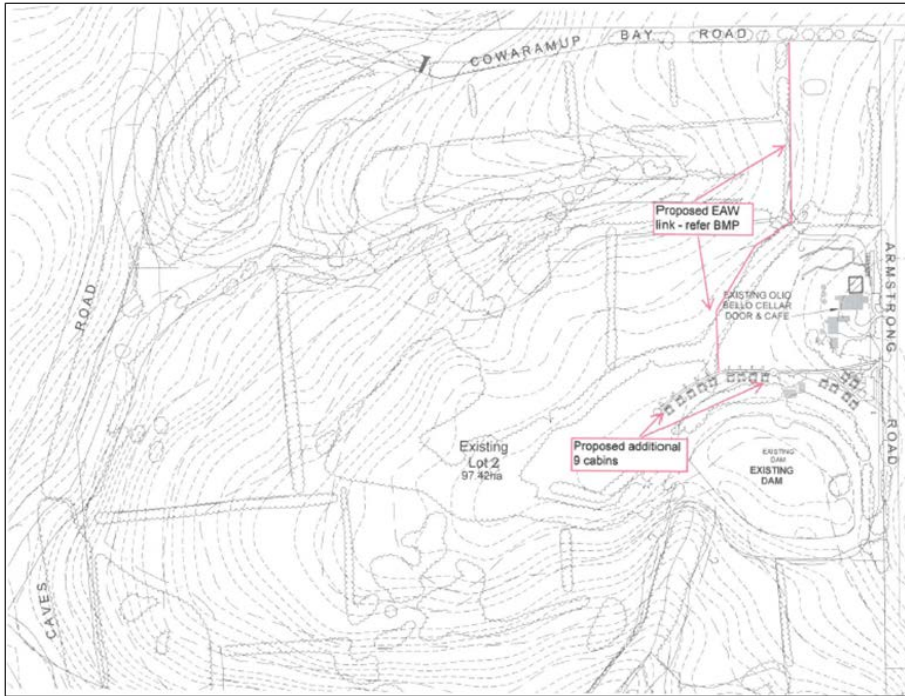 COWARAMUP BAY ROAD
Proposed EAW
link - refer BMP
ARMSTRONG
ROAD
EXISTING OLIO
BELLO CELLAR
DOOR & CAFE
ROAD
CAVES
Proposed additional
9 cabins
Existing
Lot 2
97.42ha
EXISTING
DAM
EXISTING
DAM